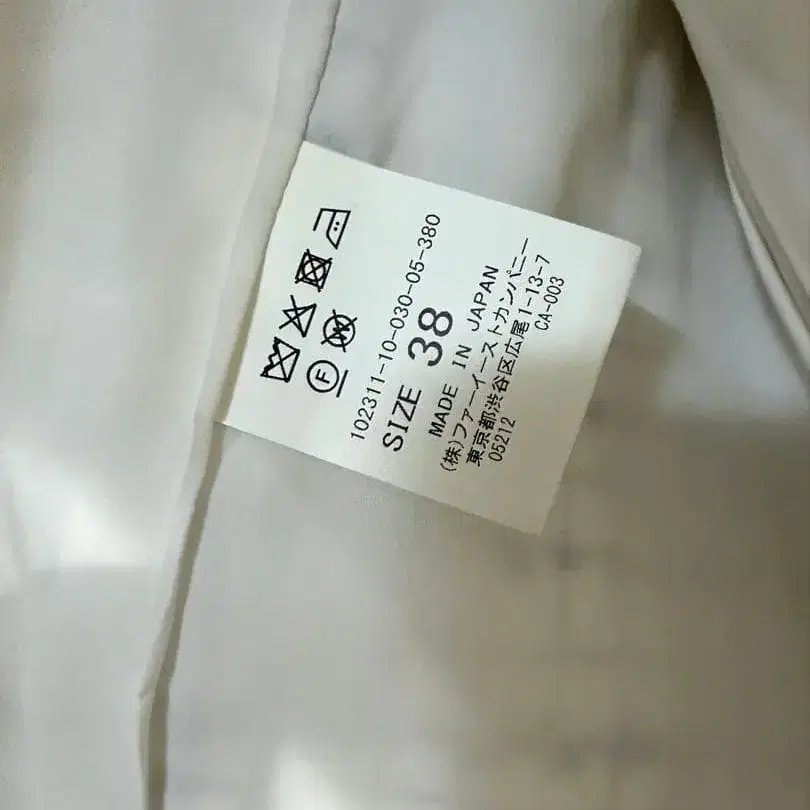 F W
102311-10-030-05-380
SIZE 38
MADE IN JAPAN
(株)ファーイーストカンパニー
東京都渋谷区広尾1-13-7
05212 CA-003